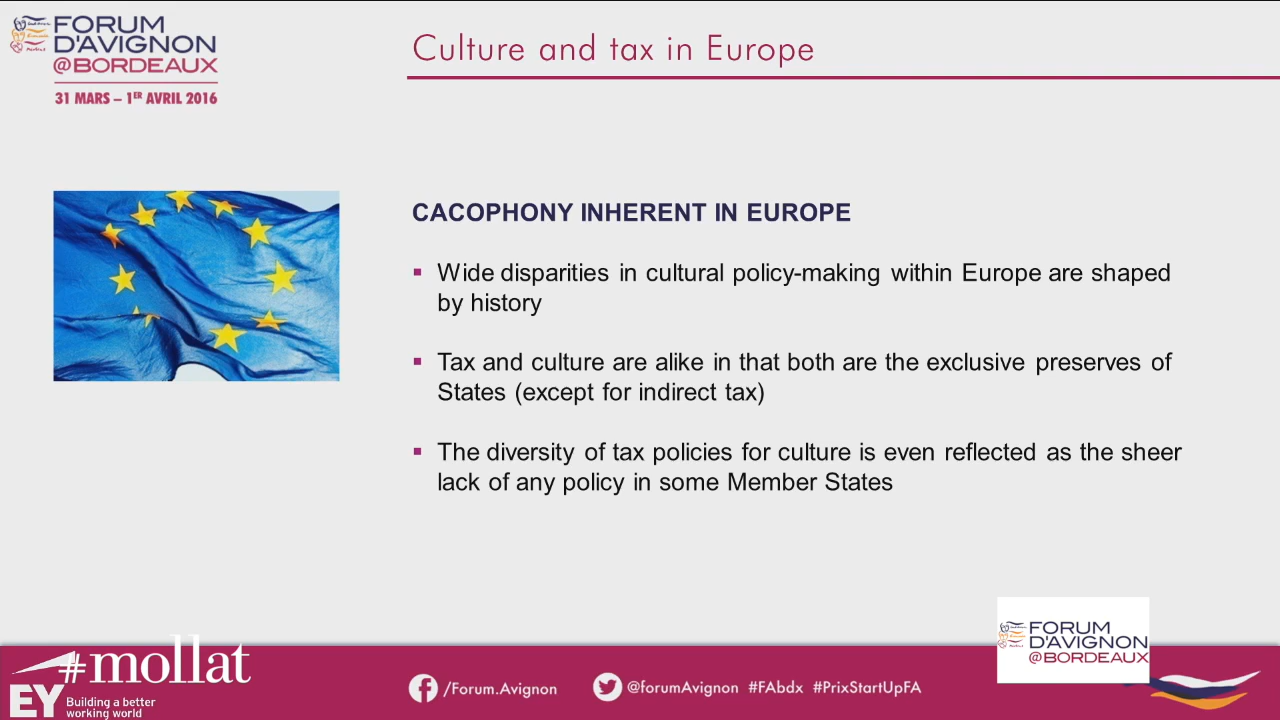 FORUM
D'AVIGNON
@BORDEAUX
31 MARS – 1ER AVRIL 2016
Culture and tax in Europe
CACOPHONY INHERENT IN EUROPE
▪ Wide disparities in cultural policy-making within Europe are shaped
by history
▪ Tax and culture are alike in that both are the exclusive preserves of
States (except for indirect tax)
▪ The diversity of tax policies for culture is even reflected as the sheer
lack of any policy in some Member States
FORUM
D'AVIGNON
@BORDEAUX
#mollat
EY
Building a better
working world
/Forum.Avignon
@forumAvignon #FAbdx #PrixStartUpFA